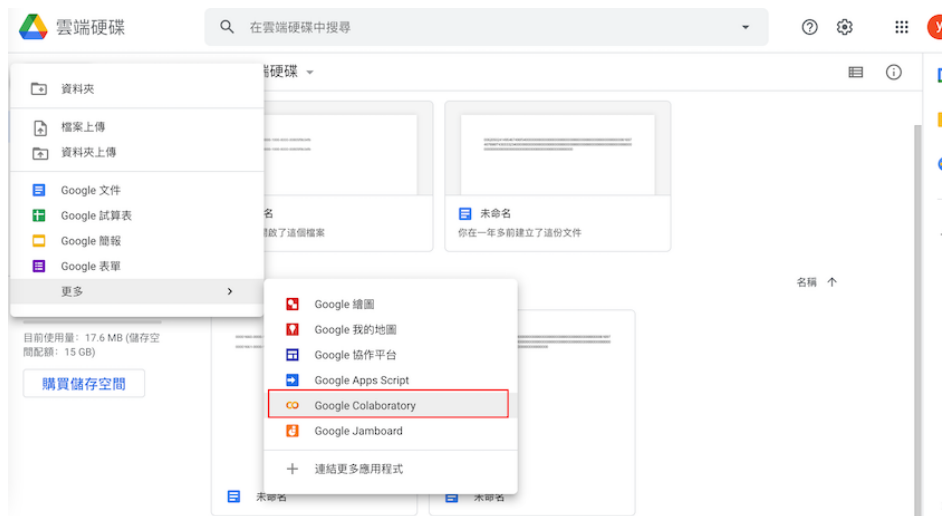 雲端硬碟
在雲端硬碟中搜尋
端硬碟
資料夾
檔案上傳
資料夾上傳
Google 文件
Google 試算表
Google 簡報
Google 表單
更多
名
開啟了這個檔案
未命名
你在一年多前建立了這份文件
名稱
Google 繪圖
Google 我的地圖
Google 協作平台
Google Apps Script
Google Colaboratory
Google Jamboard
連結更多應用程式
目前使用量: 17.6 MB (儲存空
間配額: 15 GB)
購買儲存空間
未命名
未命名